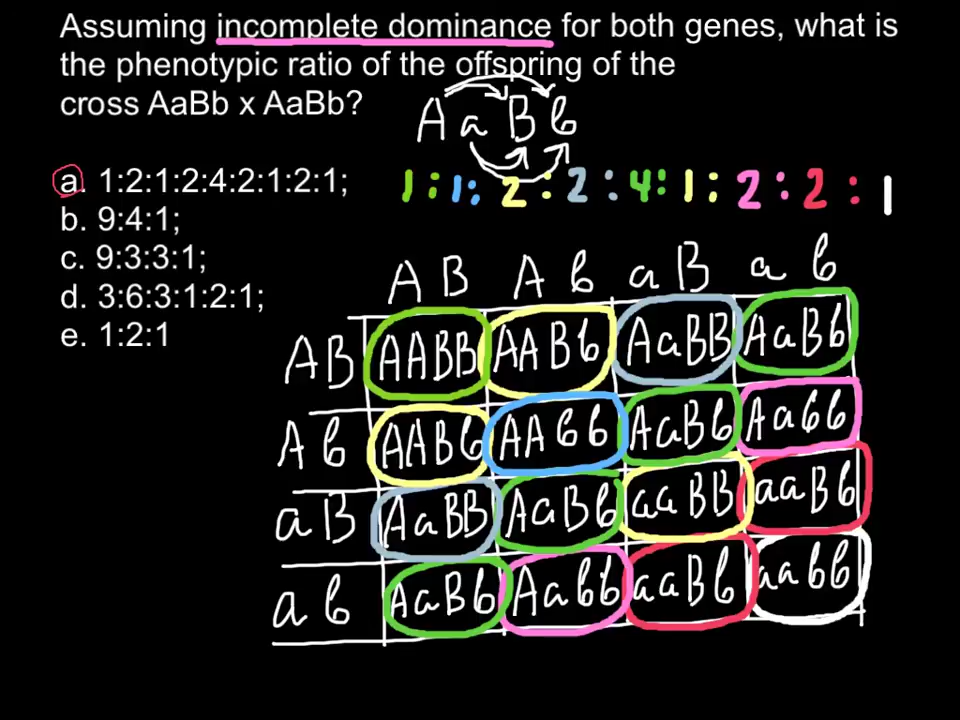 Assuming incomplete dominance for both genes, what is
the phenotypic ratio of the offspring of the
cross AaBb x AaBb?
A a B b
a. 1:2:1:2:4:2:1:2:1;
1:1:2:2:4:1:2:2:1
b. 9:4:1;
c. 9:3:3:1;
d. 3:6:3:1:2:1;
e. 1:2:1
AB Ab aB ab
AB AABB AABb AaBB AaBb
Ab AABb AAbb AaBb Aabb
aB AaBB AaBb aaBB aaBb
ab AaBb Aabb aaBb aabb